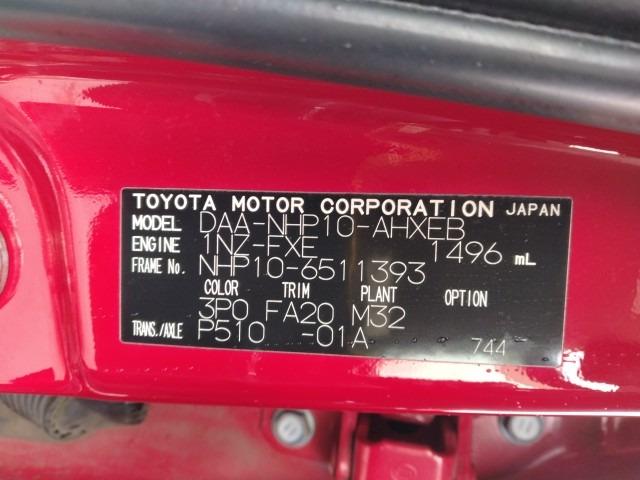 TOYOTA MOTOR CORPORATION JAPAN
MODEL DAA-NHP10-AHXEB
ENGINE 1NZ-FXE 1496 mL
FRAME No. NHP10-6511393
COLOR TRIM PLANT OPTION
3P0 FA20 M32
TRANS./AXLE P510 -01A
744